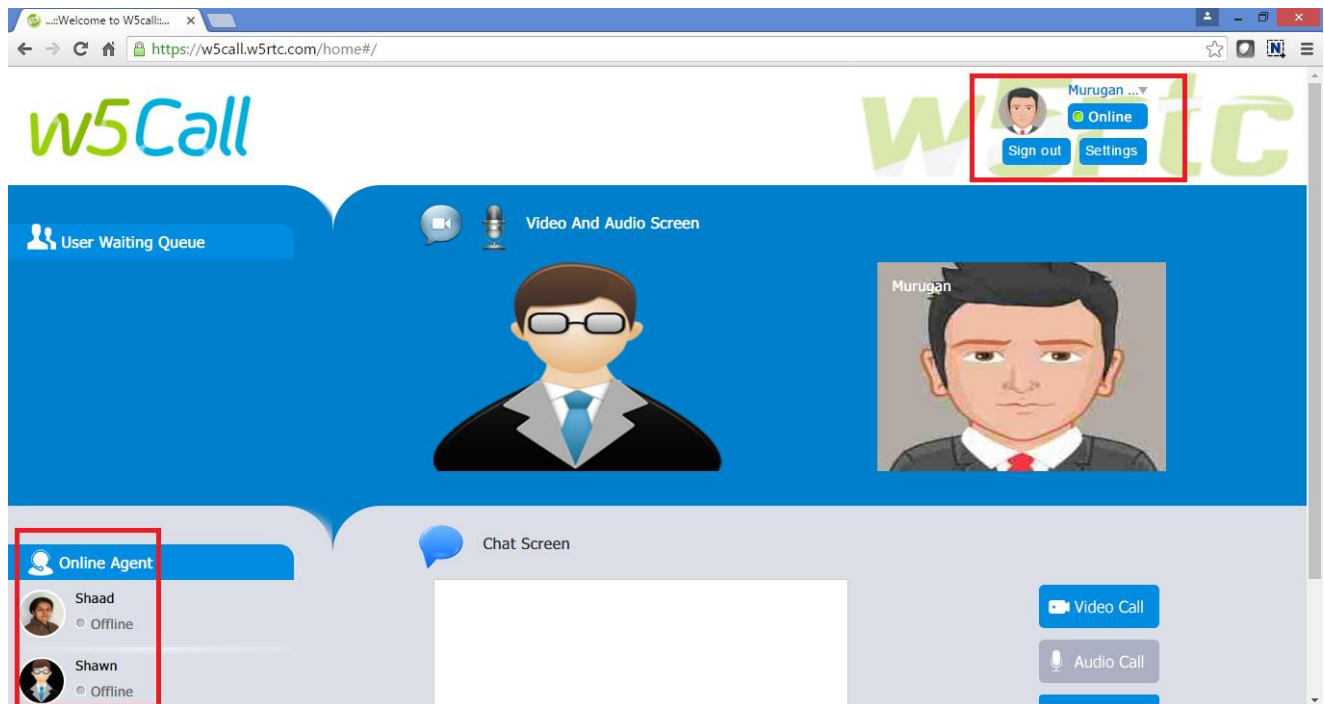 ...::Welcome to W5call::...
https://w5call.w5rtc.com/home#/
w5Call
w5rtc
Murugan ...
Online
Sign out
Settings
User Waiting Queue
Video And Audio Screen
Murugan
Online Agent
Chat Screen
Shaad
Offline
Shawn
Offline
Video Call
Audio Call